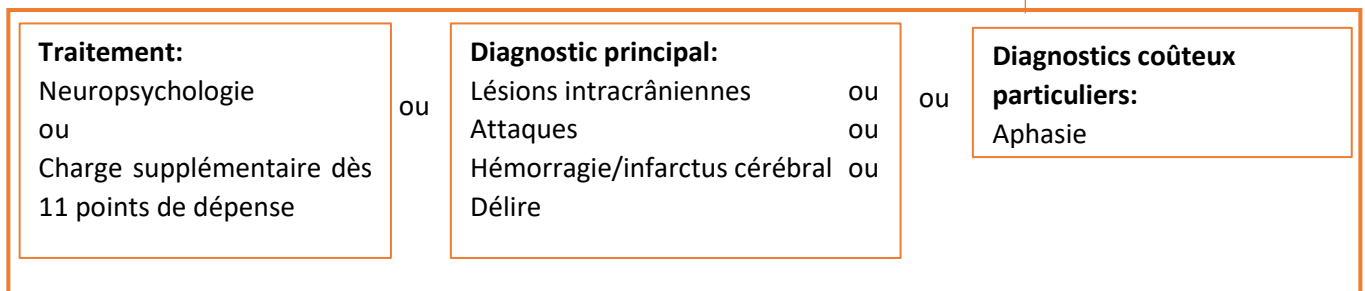 Traitement:
Neuropsychologie
ou
Charge supplémentaire dès
11 points de dépense
ou
Diagnostic principal:
Lésions intracrâniennes ou
Attaques ou
Hémorragie/infarctus cérébral ou
Délire
ou
Diagnostics coûteux
particuliers:
Aphasie